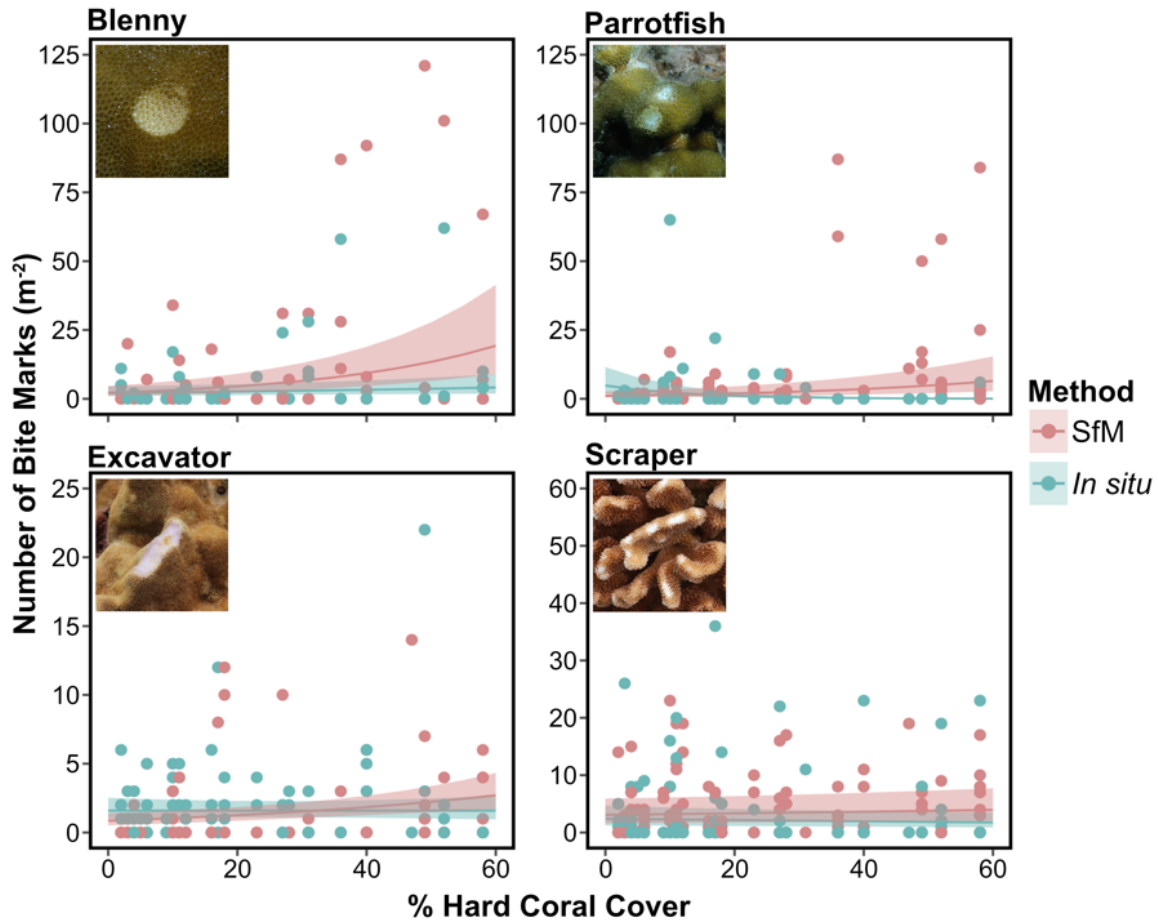 Blenny
Parrotfish
125
100
75
50
25
0
125
100
75
50
25
0
Number of Bite Marks (m⁻²)
Excavator
Scraper
25
20
15
10
5
0
60
50
40
30
20
10
0
0 20 40 60
0 20 40 60
% Hard Coral Cover
Method
SfM
In situ